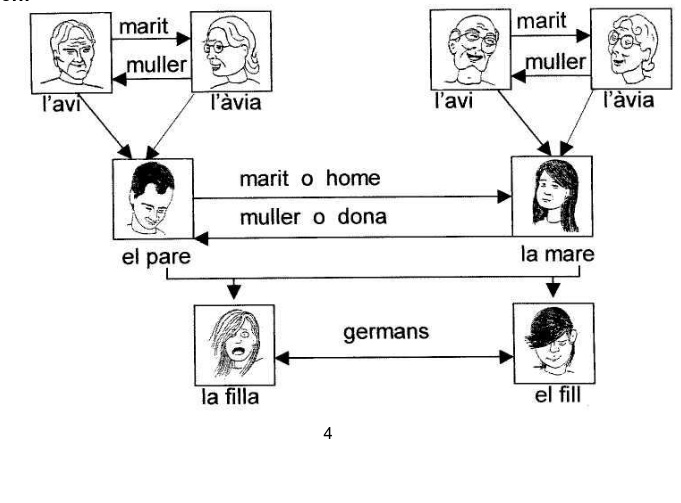 marit
marit
muller
muller
l'avi
l'àvia
l'avi
l'àvia
marit o home
muller o dona
el pare
la mare
germans
la filla
el fill
4